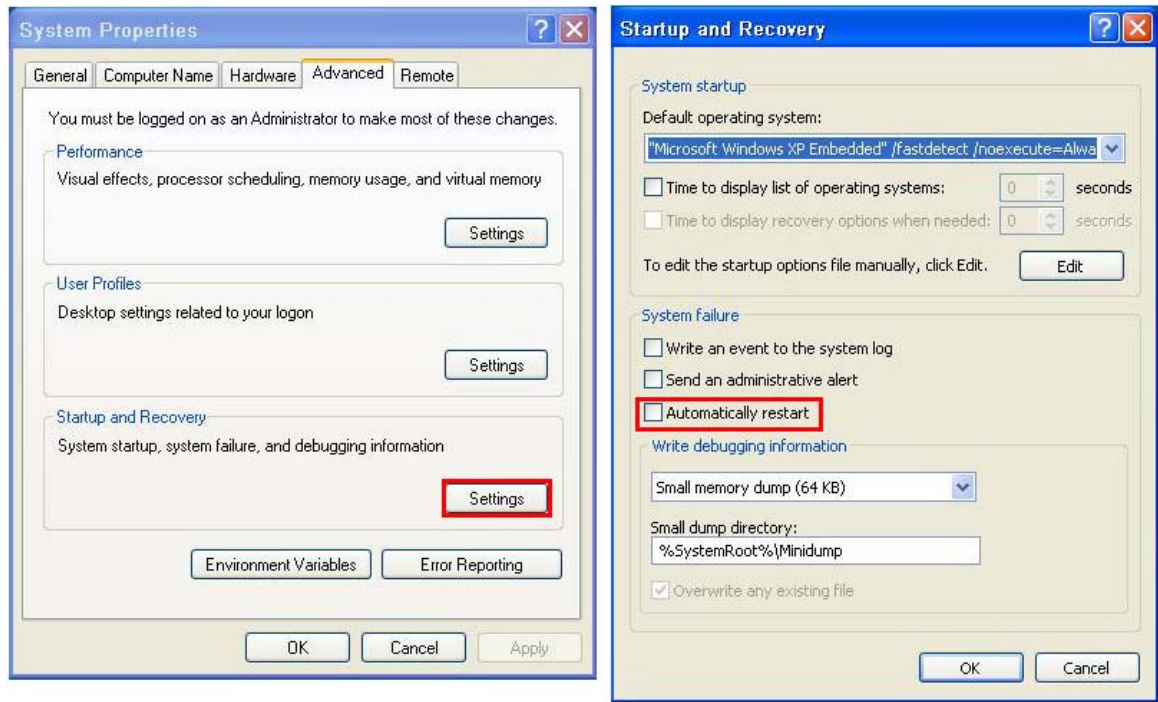 System Properties
General Computer Name Hardware Advanced Remote
You must be logged on as an Administrator to make most of these changes.
Performance
Visual effects, processor scheduling, memory usage, and virtual memory
Settings
User Profiles
Desktop settings related to your logon
Settings
Startup and Recovery
System startup, system failure, and debugging information
Settings
Environment Variables Error Reporting
OK Cancel Apply
Startup and Recovery
System startup
Default operating system:
"Microsoft Windows XP Embedded" /fastdetect /noexecute=Alwa
Time to display list of operating systems: 0 seconds
Time to display recovery options when needed: 0 seconds
To edit the startup options file manually, click Edit. Edit
System failure
Write an event to the system log
Send an administrative alert
Automatically restart
Write debugging information
Small memory dump (64 KB)
Small dump directory:
%SystemRoot%\Minidump
Overwrite any existing file
OK Cancel